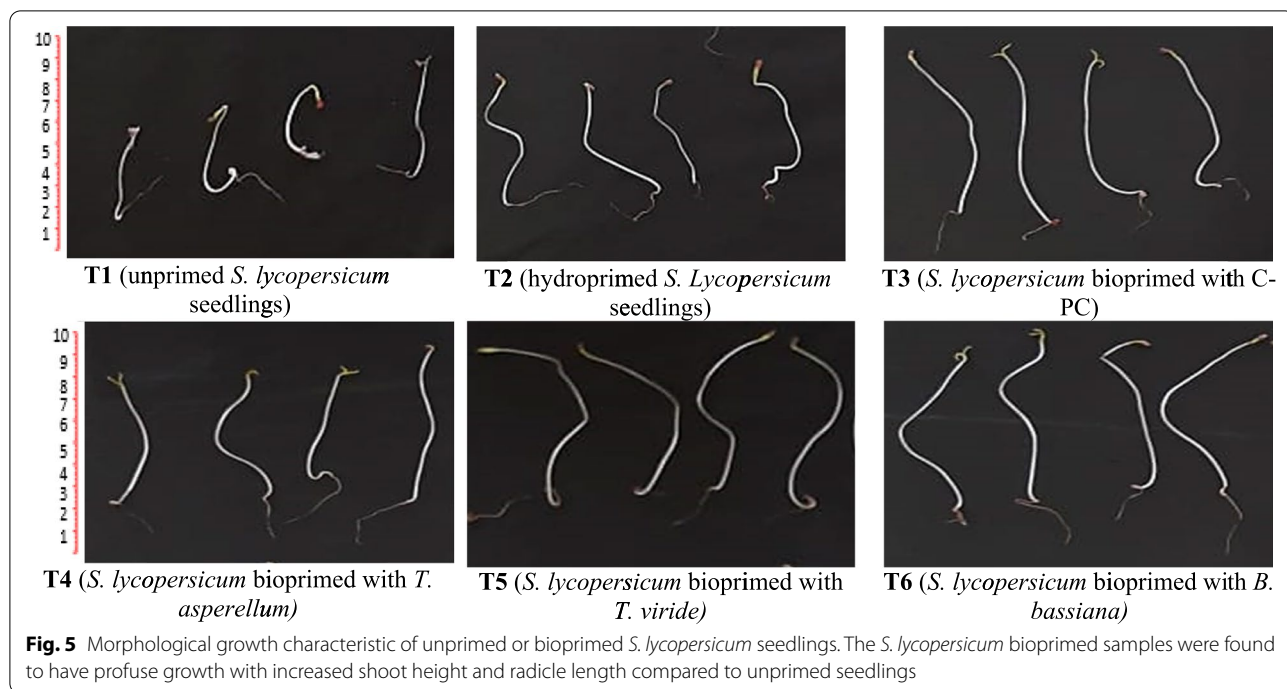 10
9
8
7
6
5
4
3
2
1
T1 (unprimed S. lycopersicum
seedlings)
T2 (hydroprimed S. Lycopersicum
seedlings)
T3 (S. lycopersicum bioprimed with C-
PC)
10
9
8
7
6
5
4
3
2
1
T4 (S. lycopersicum bioprimed with T.
asperellum)
T5 (S. lycopersicum bioprimed with
T. viride)
T6 (S. lycopersicum bioprimed with B.
bassiana)
Fig. 5 Morphological growth characteristic of unprimed or bioprimed S. lycopersicum seedlings. The S. lycopersicum bioprimed samples were found
to have profuse growth with increased shoot height and radicle length compared to unprimed seedlings